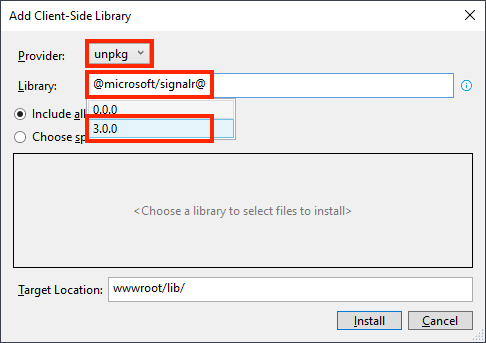 Add Client-Side Library
Provider: unpkg
Library: @microsoft/signalr@
0.0.0
Include all
3.0.0
Choose sp
<Choose a library to select files to install>
Target Location: wwwroot/lib/
Install Cancel